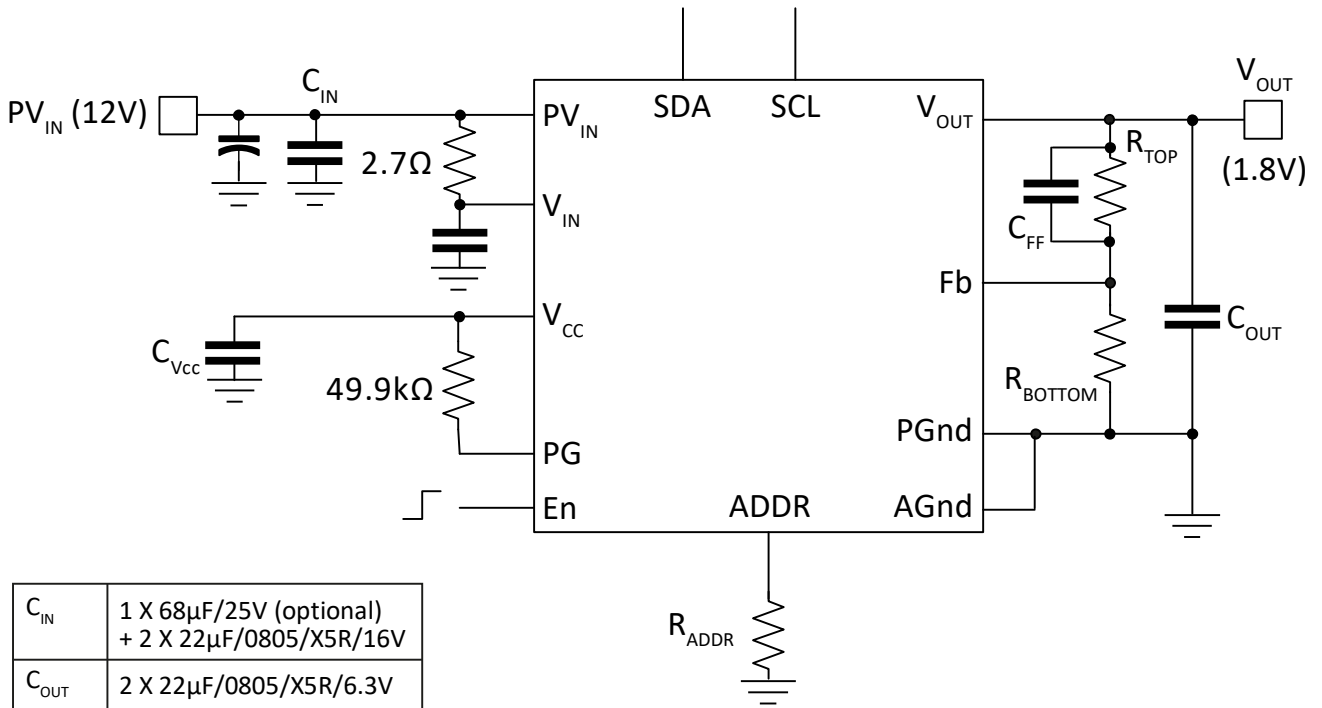 PV_IN (12V)
C_IN
2.7Ω
PV_IN
V_IN
V_CC
C_Vcc
49.9kΩ
PG
En
SDA
SCL
V_OUT
Fb
PGnd
AGnd
ADDR
R_ADDR
V_OUT
(1.8V)
R_TOP
C_FF
R_BOTTOM
C_OUT
C_IN 1 X 68µF/25V (optional)
+ 2 X 22µF/0805/X5R/16V
C_OUT 2 X 22µF/0805/X5R/6.3V